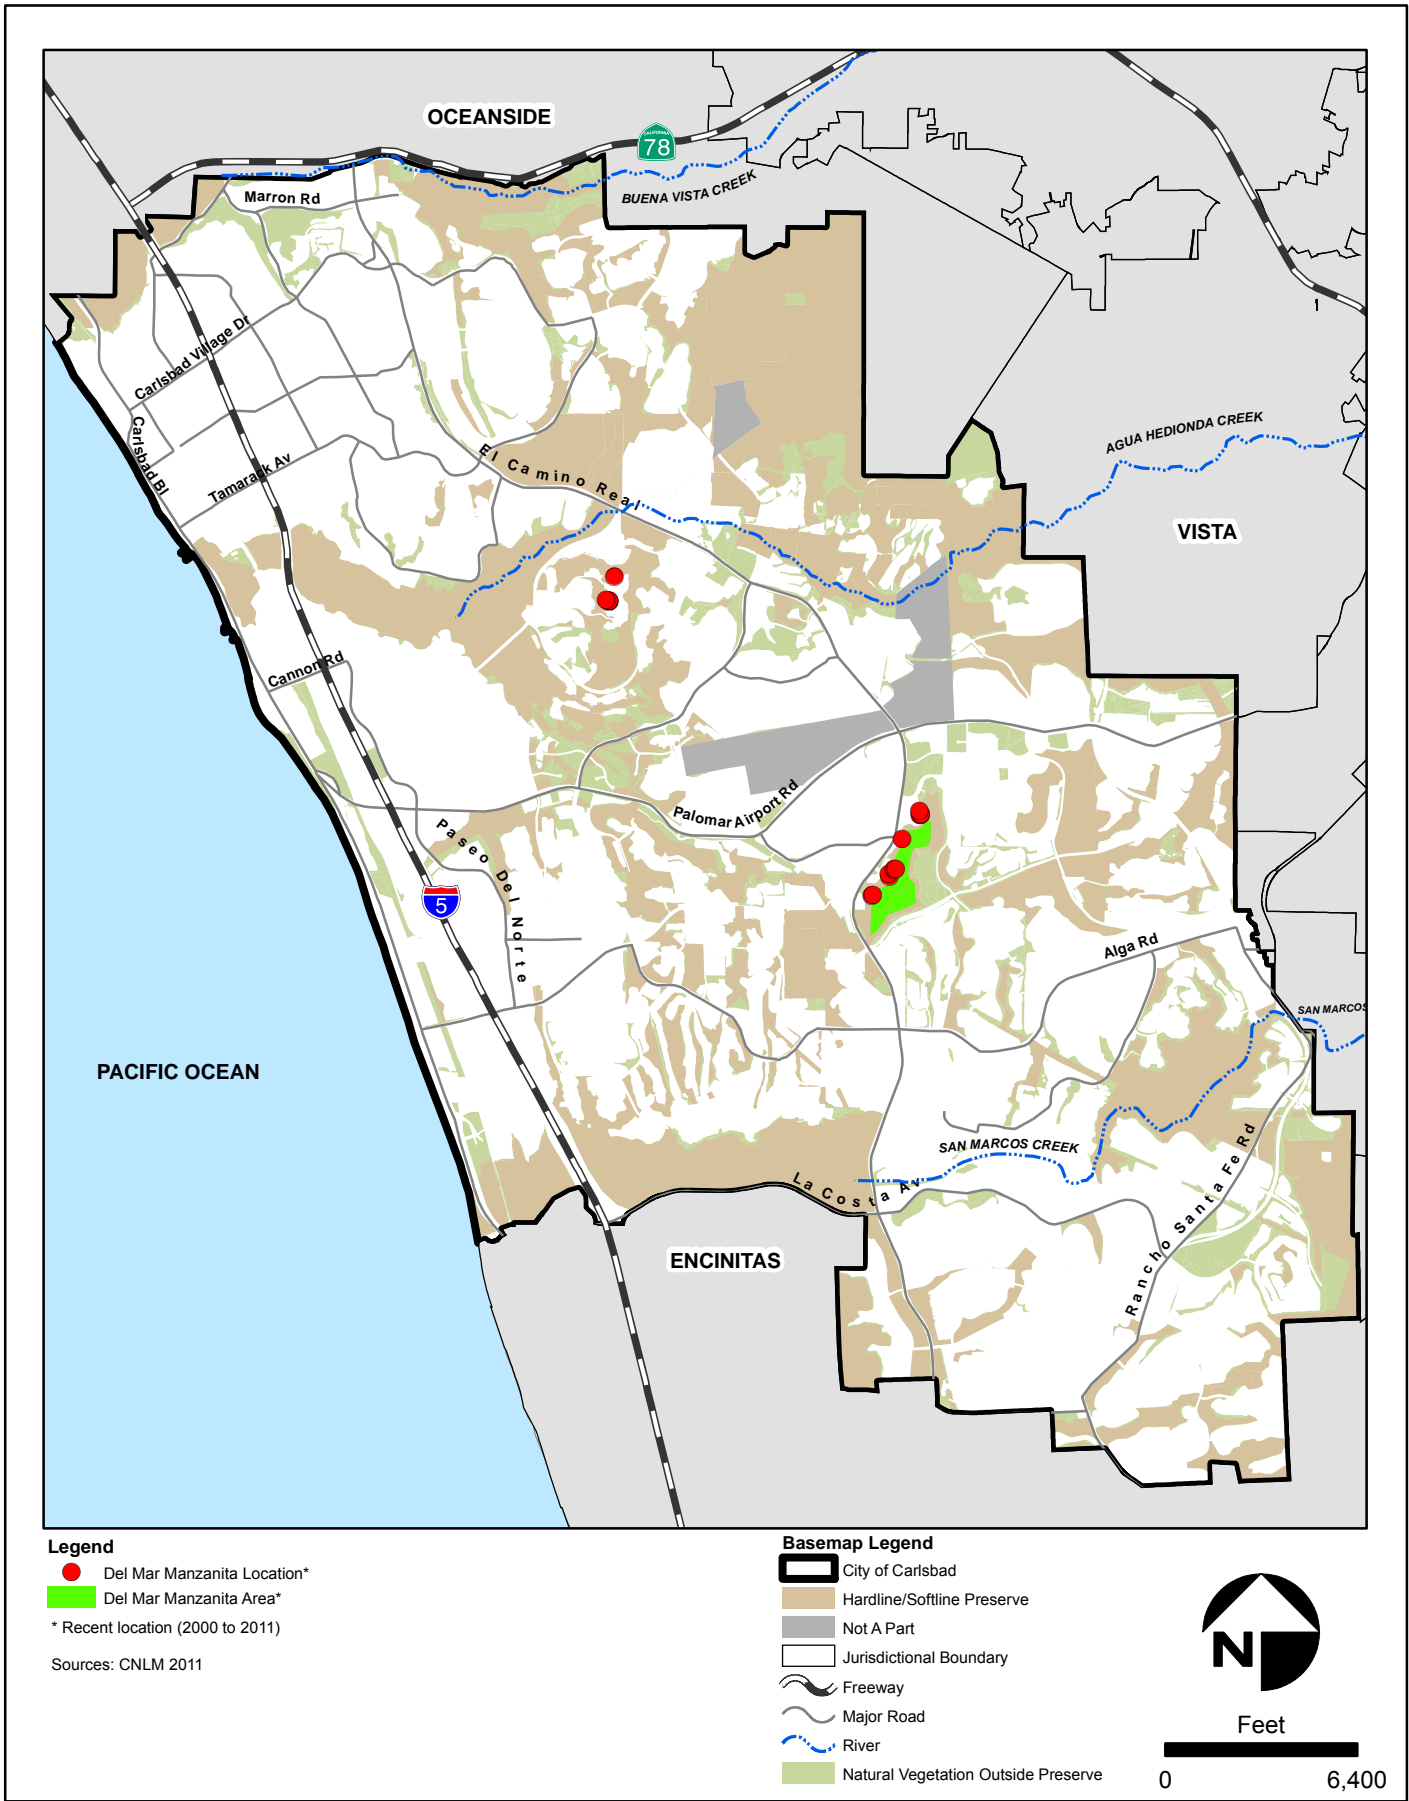 OCEANSIDE
CALIFORNIA
78
BUENA VISTA CREEK
Marron Rd
Carlsbad Village Dr
Carlsbad Bl
Tamarack Av
El Camino Real
AGUA HEDIONDA CREEK
VISTA
Cannon Rd
Palomar Airport Rd
Paseo Del Norte
5
Alga Rd
SAN MARCOS
PACIFIC OCEAN
SAN MARCOS CREEK
La Costa Av
Rancho Santa Fe Rd
ENCINITAS
Legend
Del Mar Manzanita Location*
Del Mar Manzanita Area*
* Recent location (2000 to 2011)
Sources: CNLM 2011
Basemap Legend
City of Carlsbad
Hardline/Softline Preserve
Not A Part
Jurisdictional Boundary
Freeway
Major Road
River
Natural Vegetation Outside Preserve
N
Feet
0 6,400